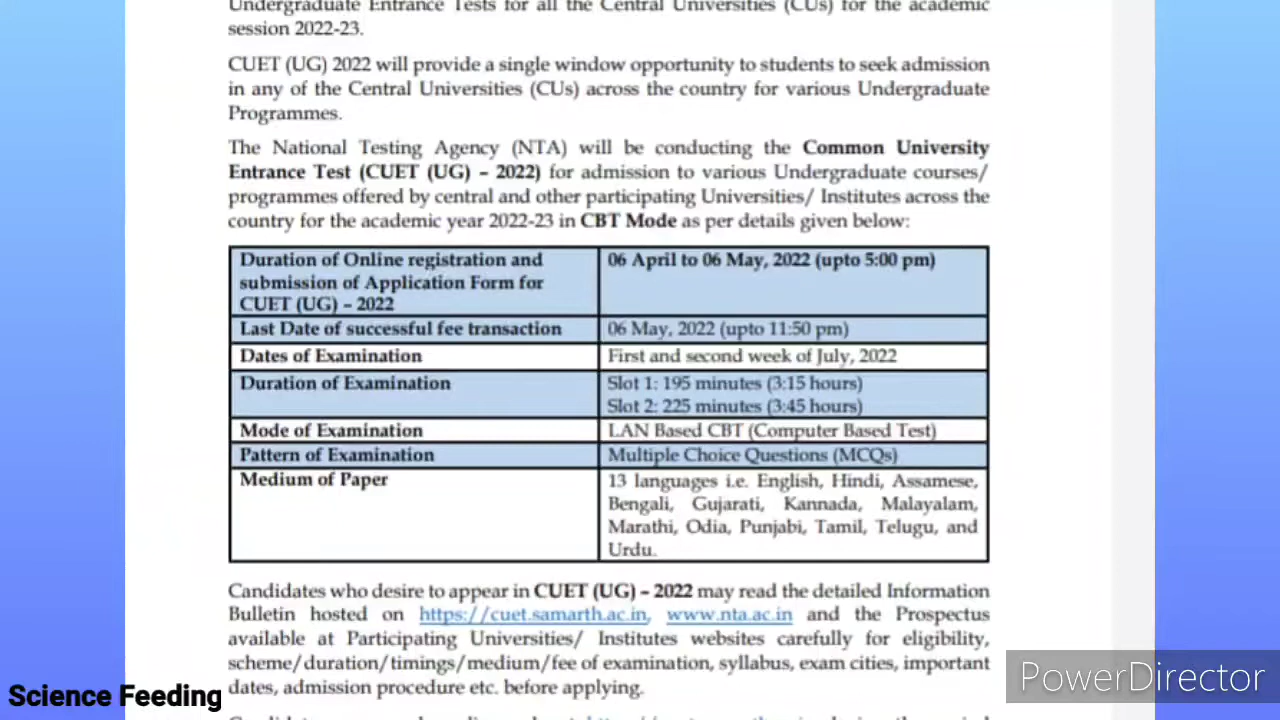 Undergraduate Entrance Tests for all the Central Universities (CUs) for the academic
session 2022-23.
CUET (UG) 2022 will provide a single window opportunity to students to seek admission
in any of the Central Universities (CUs) across the country for various Undergraduate
Programmes.
The National Testing Agency (NTA) will be conducting the Common University
Entrance Test (CUET (UG) – 2022) for admission to various Undergraduate courses/
programmes offered by central and other participating Universities/ Institutes across the
country for the academic year 2022-23 in CBT Mode as per details given below:
Duration of Online registration and
submission of Application Form for
CUET (UG) – 2022
06 April to 06 May, 2022 (upto 5:00 pm)
Last Date of successful fee transaction
06 May, 2022 (upto 11:50 pm)
Dates of Examination
First and second week of July, 2022
Duration of Examination
Slot 1: 195 minutes (3:15 hours)
Slot 2: 225 minutes (3:45 hours)
Mode of Examination
LAN Based CBT (Computer Based Test)
Pattern of Examination
Multiple Choice Questions (MCQs)
Medium of Paper
13 languages i.e. English, Hindi, Assamese,
Bengali, Gujarati, Kannada, Malayalam,
Marathi, Odia, Punjabi, Tamil, Telugu, and
Urdu.
Candidates who desire to appear in CUET (UG) – 2022 may read the detailed Information
Bulletin hosted on https://cuet.samarth.ac.in, www.nta.ac.in and the Prospectus
available at Participating Universities/ Institutes websites carefully for eligibility,
scheme/duration/timings/medium/fee of examination, syllabus, exam cities, important
dates, admission procedure etc. before applying.
Science Feeding
PowerDirector